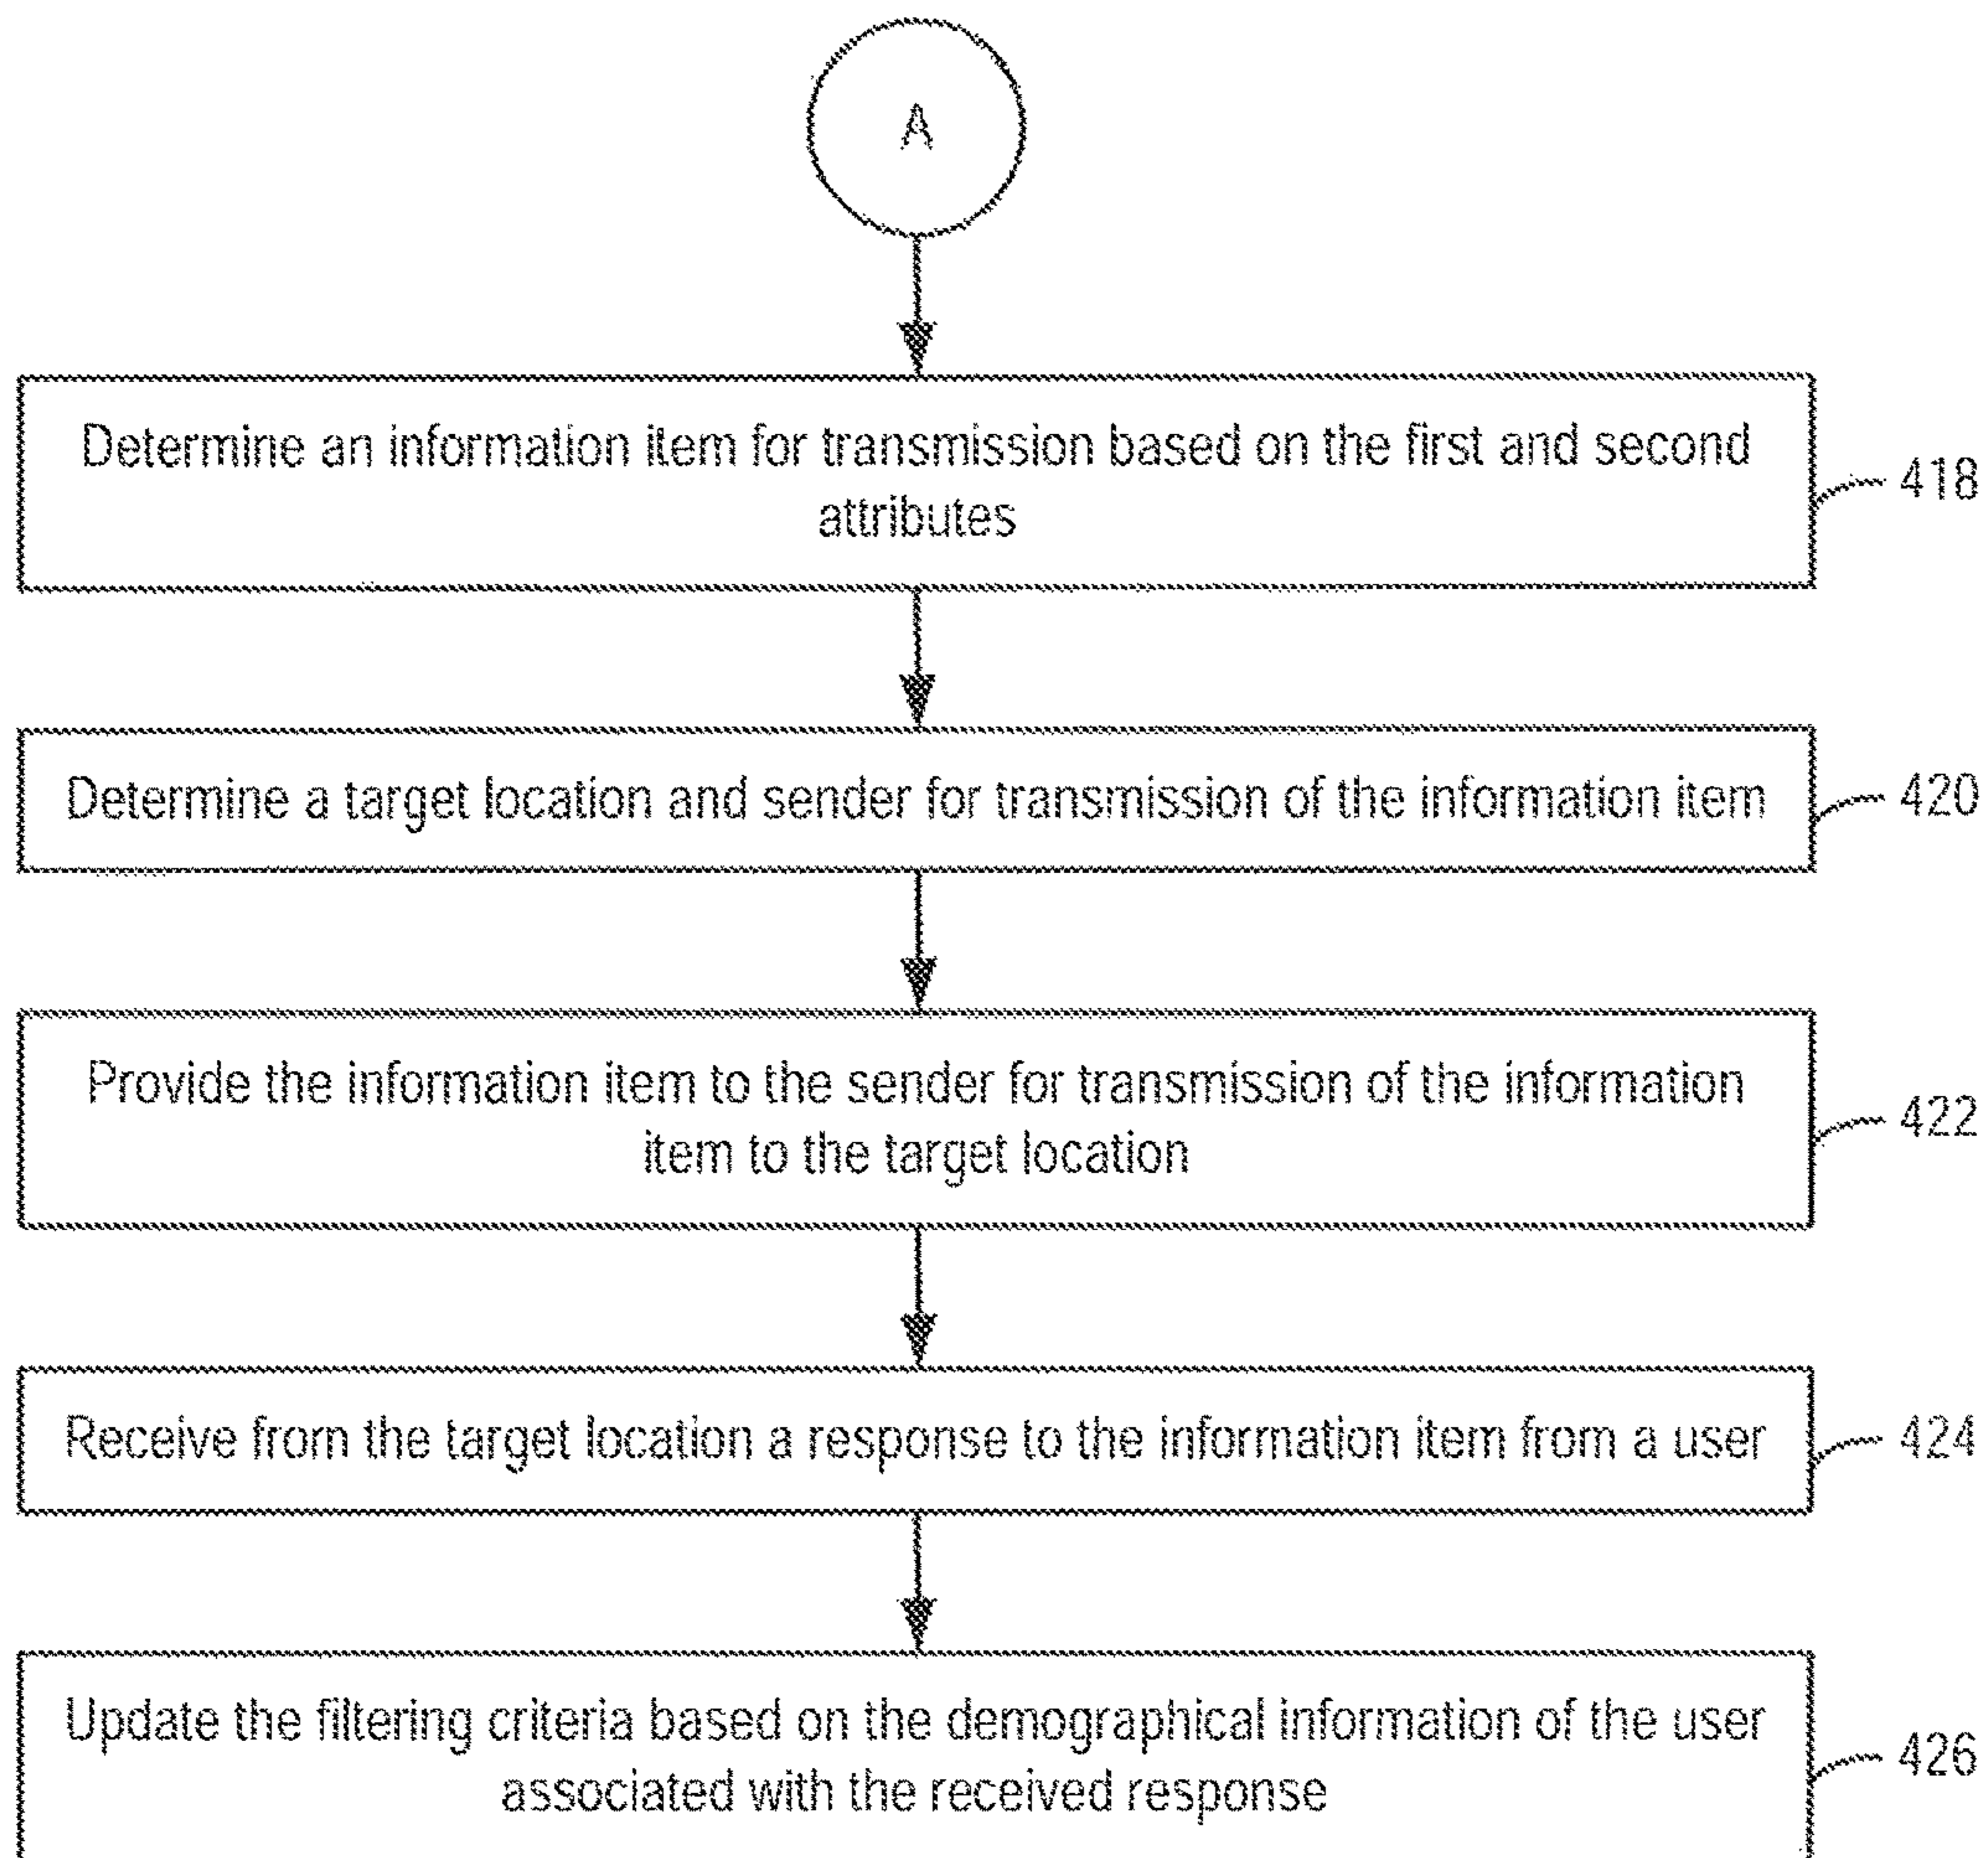 A
Determine an information item for transmission based on the first and second
attributes
418
Determine a target location and sender for transmission of the information item
420
Provide the information item to the sender for transmission of the information
item to the target location
422
Receive from the target location a response to the information item from a user
424
Update the filtering criteria based on the demographical information of the user
associated with the received response
426